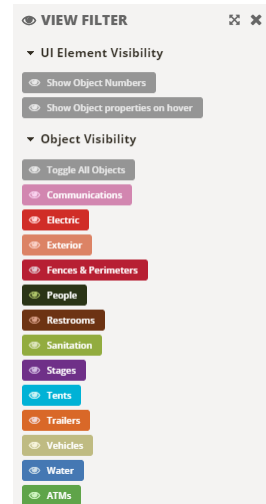 VIEW FILTER
UI Element Visibility
Show Object Numbers
Show Object properties on hover
Object Visibility
Toggle All Objects
Communications
Electric
Exterior
Fences & Perimeters
People
Restrooms
Sanitation
Stages
Tents
Trailers
Vehicles
Water
ATMs